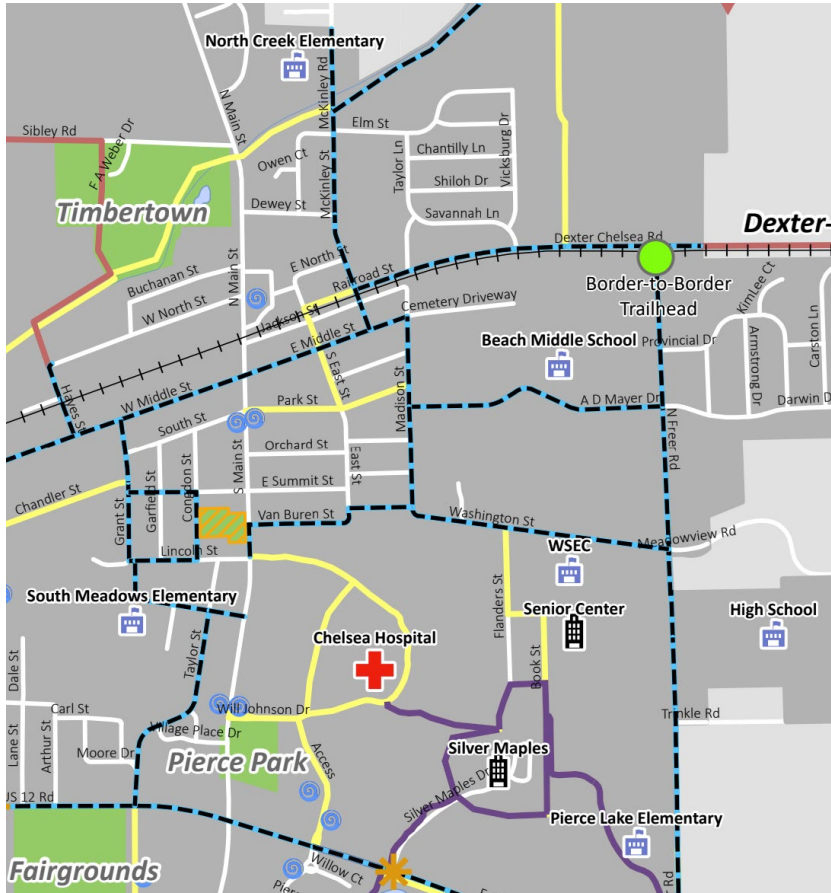 North Creek Elementary
McKinley Rd
N Main St
Sibley Rd
F A Weber Dr
Elm St
Owen Ct
Taylor Ln
Chantilly Ln
Vicksburg Dr
Shiloh Dr
McKinley St
Timbertown
Dewey St
Savannah Ln
Dexter-
Dexter Chelsea Rd
E North St
Railroad St
Buchanan St
N Main St
Border-to-Border
Trailhead
KimLee Ct
W North St
Jackson St
Cemetery Driveway
E Middle St
Beach Middle School
Provincial Dr
Armstrong Dr
Carston Ln
S East St
Hayes St
W Middle St
Madison St
Park St
A D Mayer Dr
Darwin D
South St
N Freer Rd
S Main St
Orchard St
East St
Chandler St
Grant St
Garfield St
Congdon St
E Summit St
Van Buren St
Washington St
Meadowview Rd
Lincoln St
WSEC
South Meadows Elementary
Flanders St
Senior Center
High School
Chelsea Hospital
Taylor St
Book St
Dale St
Carl St
Will Johnson Dr
Trinkle Rd
Village Place Dr
Lane St
Arthur St
Moore Dr
Access
Pierce Park
Silver Maples
Silver Maples Dr
JS 12 Rd
Pierce Lake Elementary
Fairgrounds
Willow Ct
Pierc
r Rd